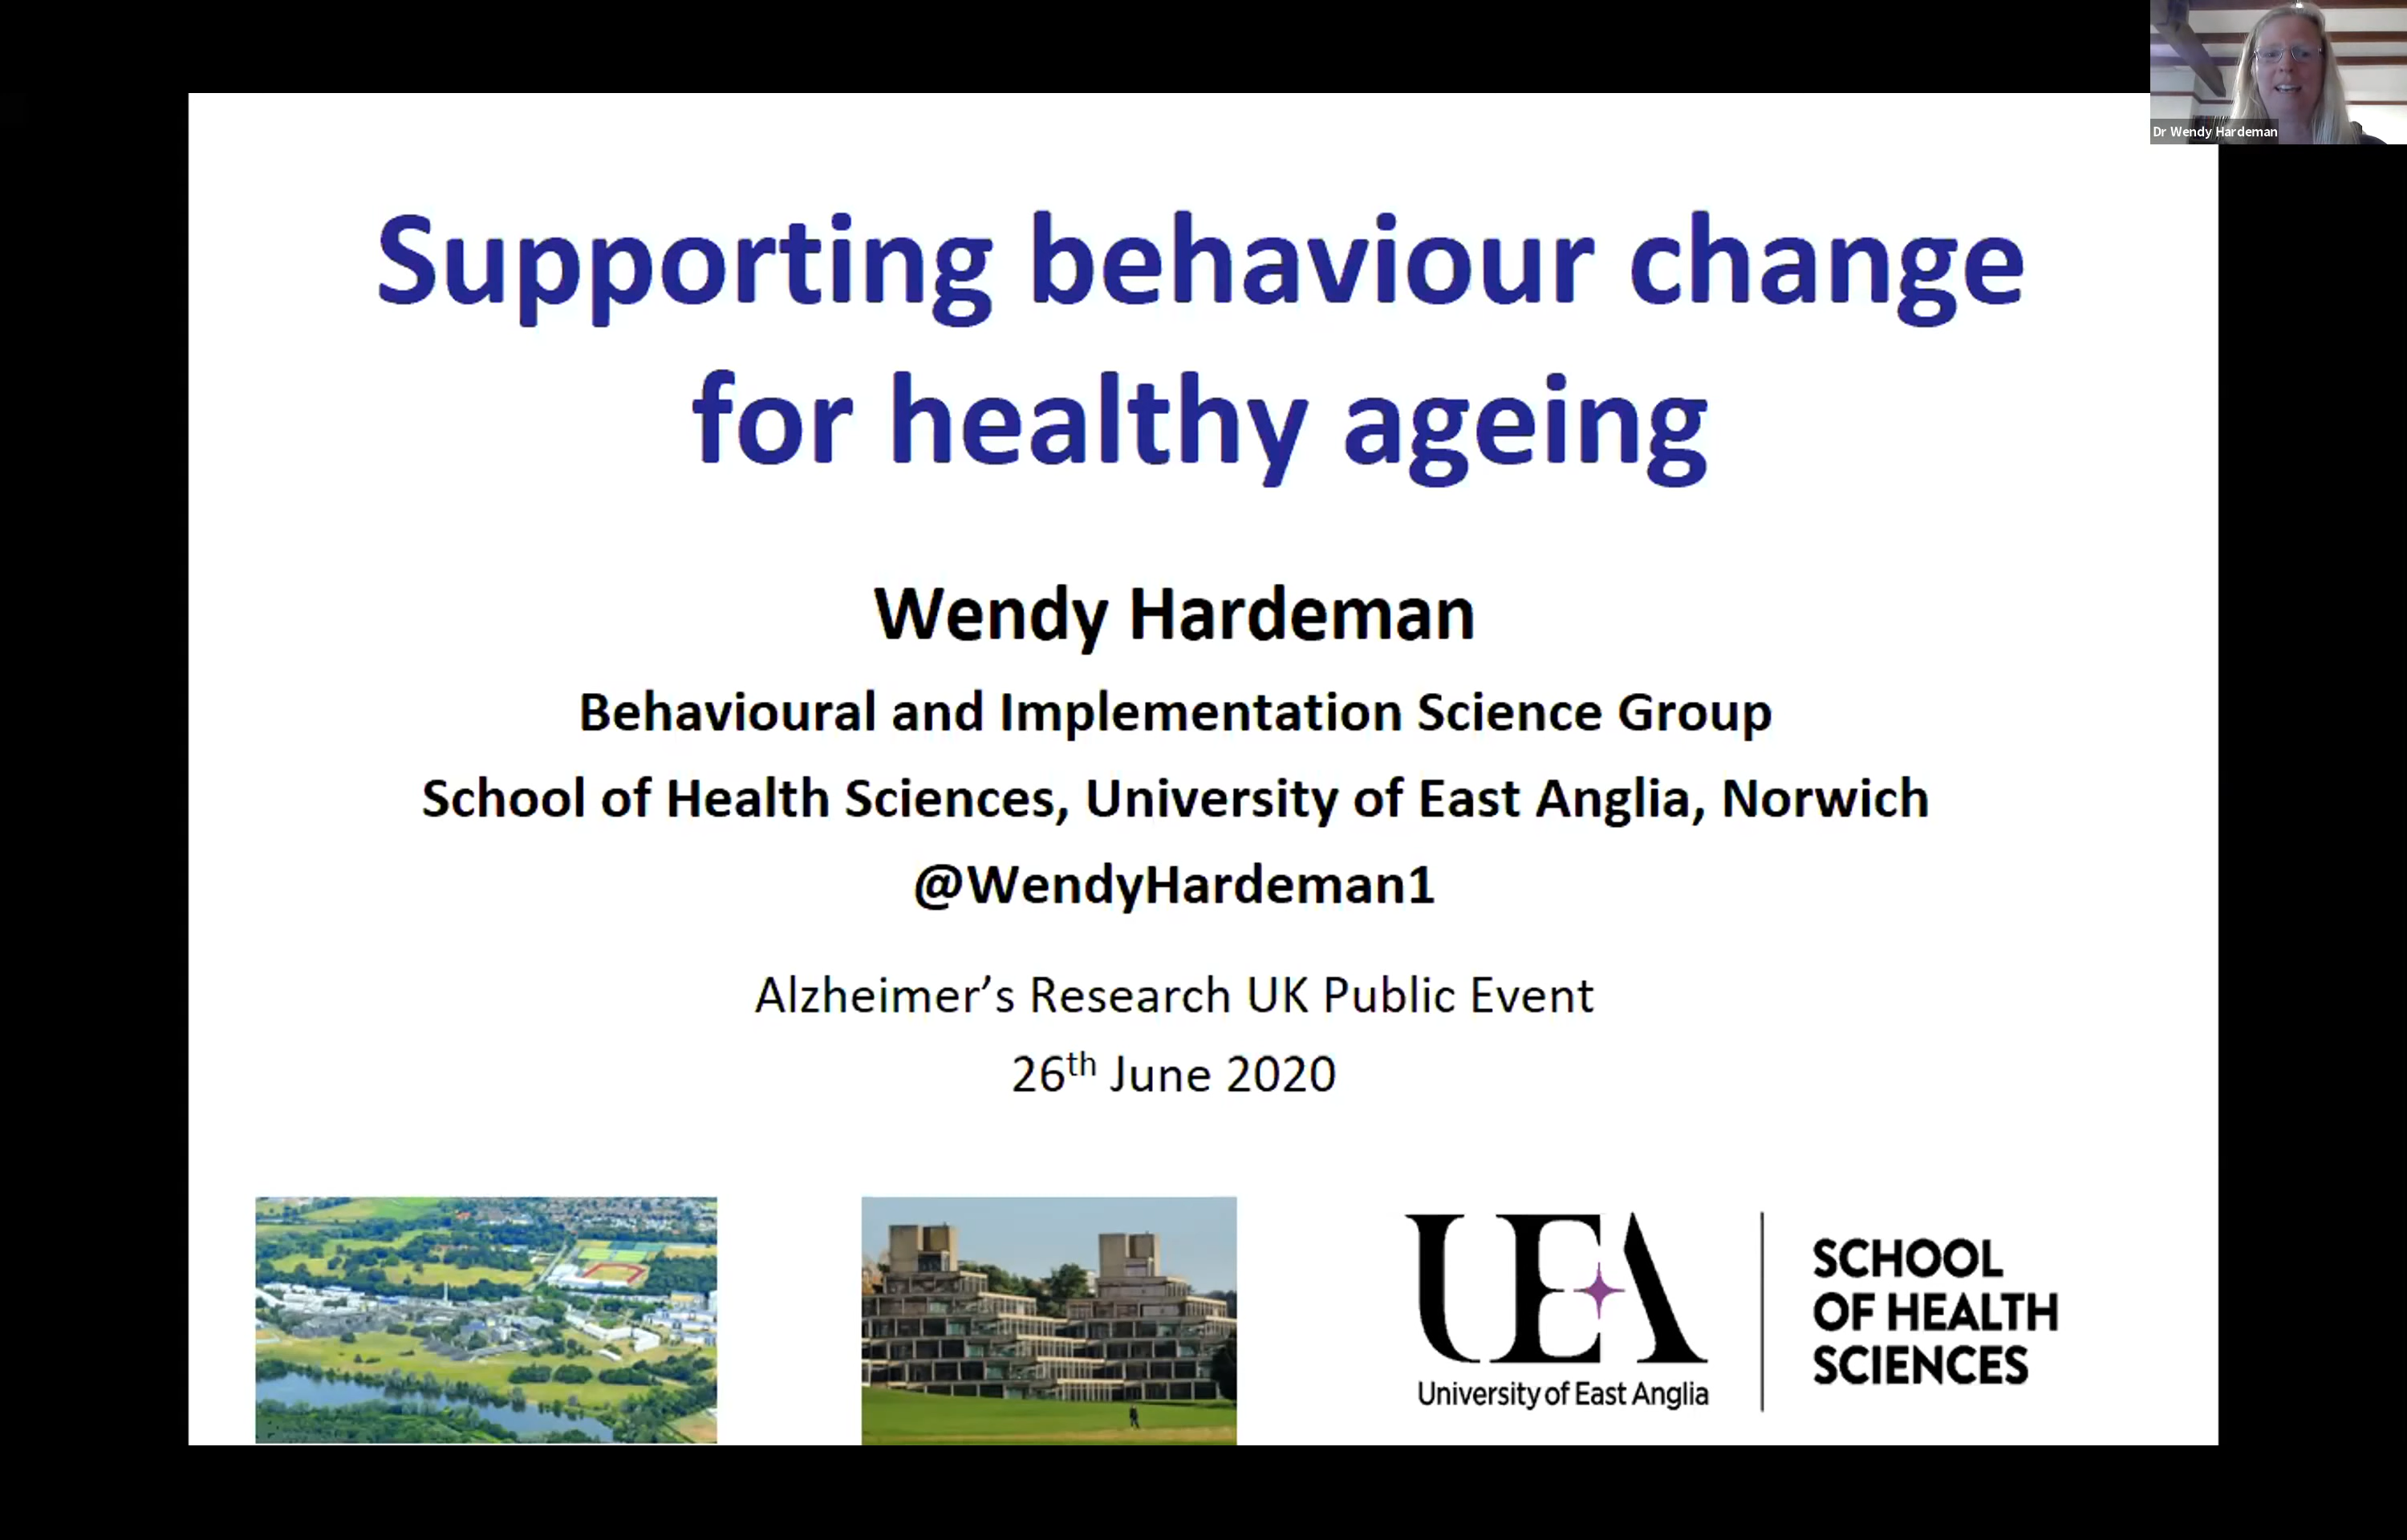 Dr Wendy Hardeman
Supporting behaviour change
for healthy ageing
Wendy Hardeman
Behavioural and Implementation Science Group
School of Health Sciences, University of East Anglia, Norwich
@WendyHardeman1
Alzheimer’s Research UK Public Event
26th June 2020
UEA
University of East Anglia
SCHOOL
OF HEALTH
SCIENCES